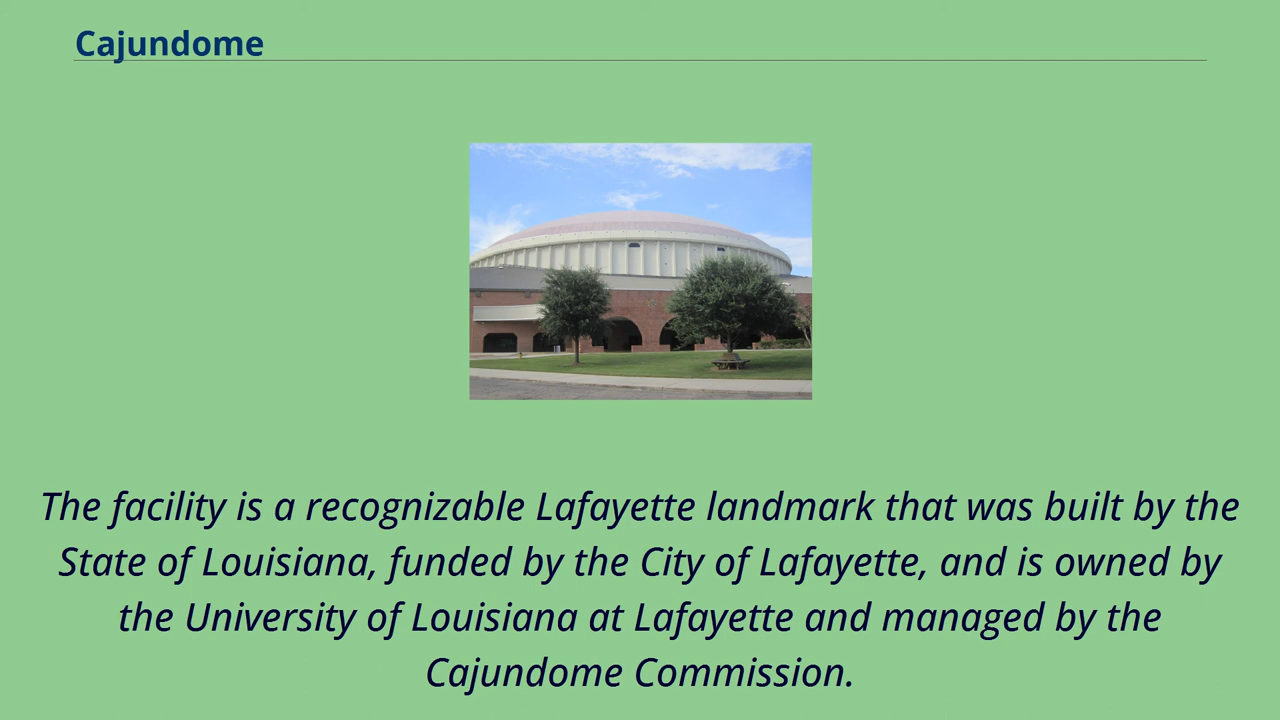 Cajundome
The facility is a recognizable Lafayette landmark that was built by the
State of Louisiana, funded by the City of Lafayette, and is owned by
the University of Louisiana at Lafayette and managed by the
Cajundome Commission.